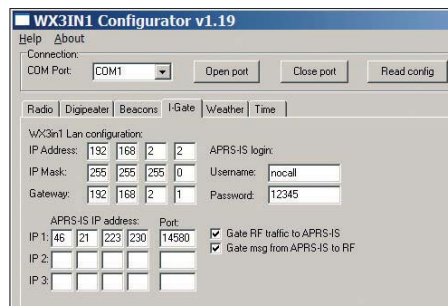 WX3IN1 Configurator v1.19
Help About
Connection:
COM Port: COM1 Open port Close port Read config
Radio Digipeater Beacons I-Gate Weather Time
WX3in1 Lan configuration:
IP Address: 192 168 2 2 APRS-IS login:
IP Mask: 255 255 255 0 Username: nocall
Gateway: 192 168 2 1 Password: 12345
APRS-IS IP address: Port:
IP 1: 46 21 223 230 14580 Gate RF traffic to APRS-IS
IP 2: Gate msg from APRS-IS to RF
IP 3: